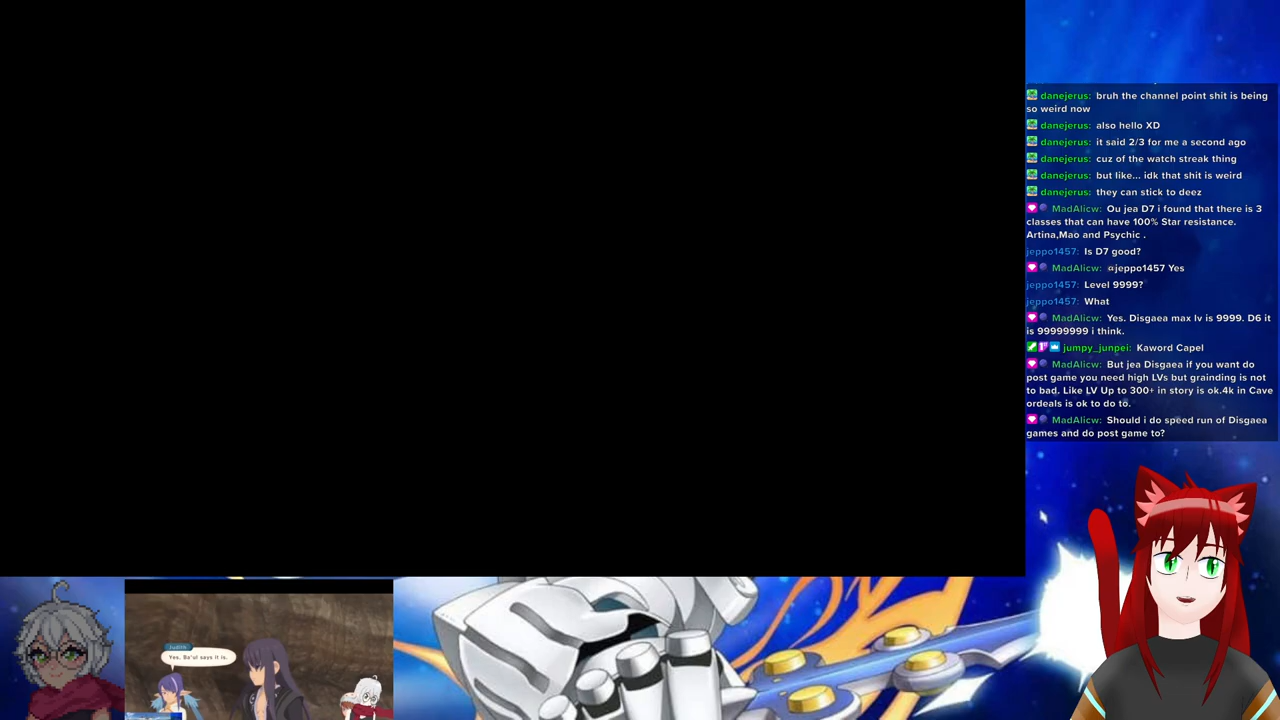 danejerus: bruh the channel point shit is being
so weird now
danejerus: also hello XD
danejerus: it said 2/3 for me a second ago
danejerus: cuz of the watch streak thing
danejerus: but like... idk that shit is weird
danejerus: they can stick to deez
MadAlicw: Ou jea D7 i found that there is 3
classes that can have 100% Star resistance.
Artina,Mao and Psychic .
jeppo1457: Is D7 good?
MadAlicw: @jeppo1457 Yes
jeppo1457: Level 9999?
jeppo1457: What
MadAlicw: Yes. Disgaea max lv is 9999. D6 it
is 99999999 i think.
jumpy_junpei: Kaword Capel
MadAlicw: But jea Disgaea if you want do
post game you need high LVs but grainding is not
to bad. Like LV Up to 300+ in story is ok.4k in Cave
ordeals is ok to do to.
MadAlicw: Should i do speed run of Disgaea
games and do post game to?
Judith
Yes. Ba'ul says it is.